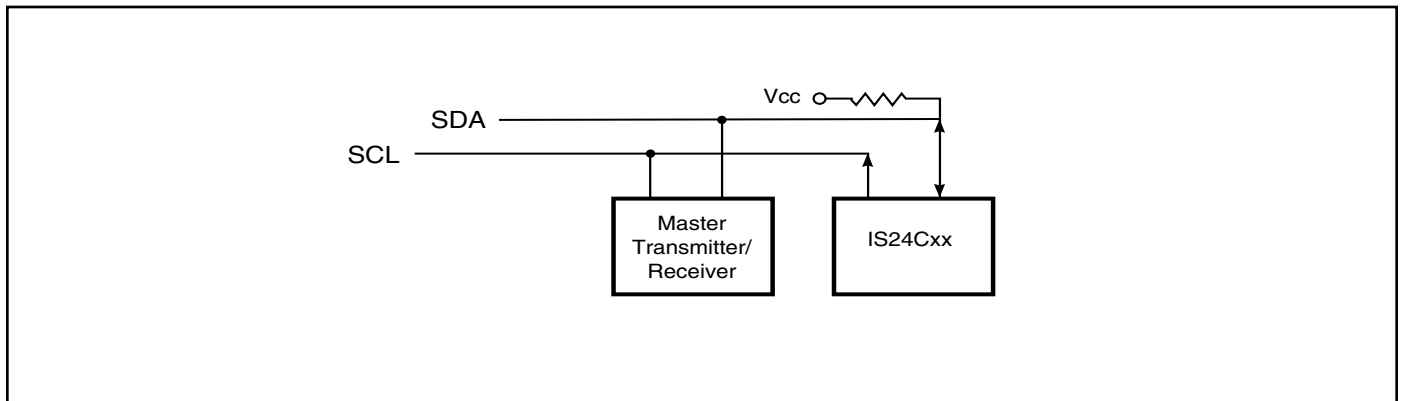 Vcc
SDA
SCL
Master
Transmitter/
Receiver
IS24Cxx